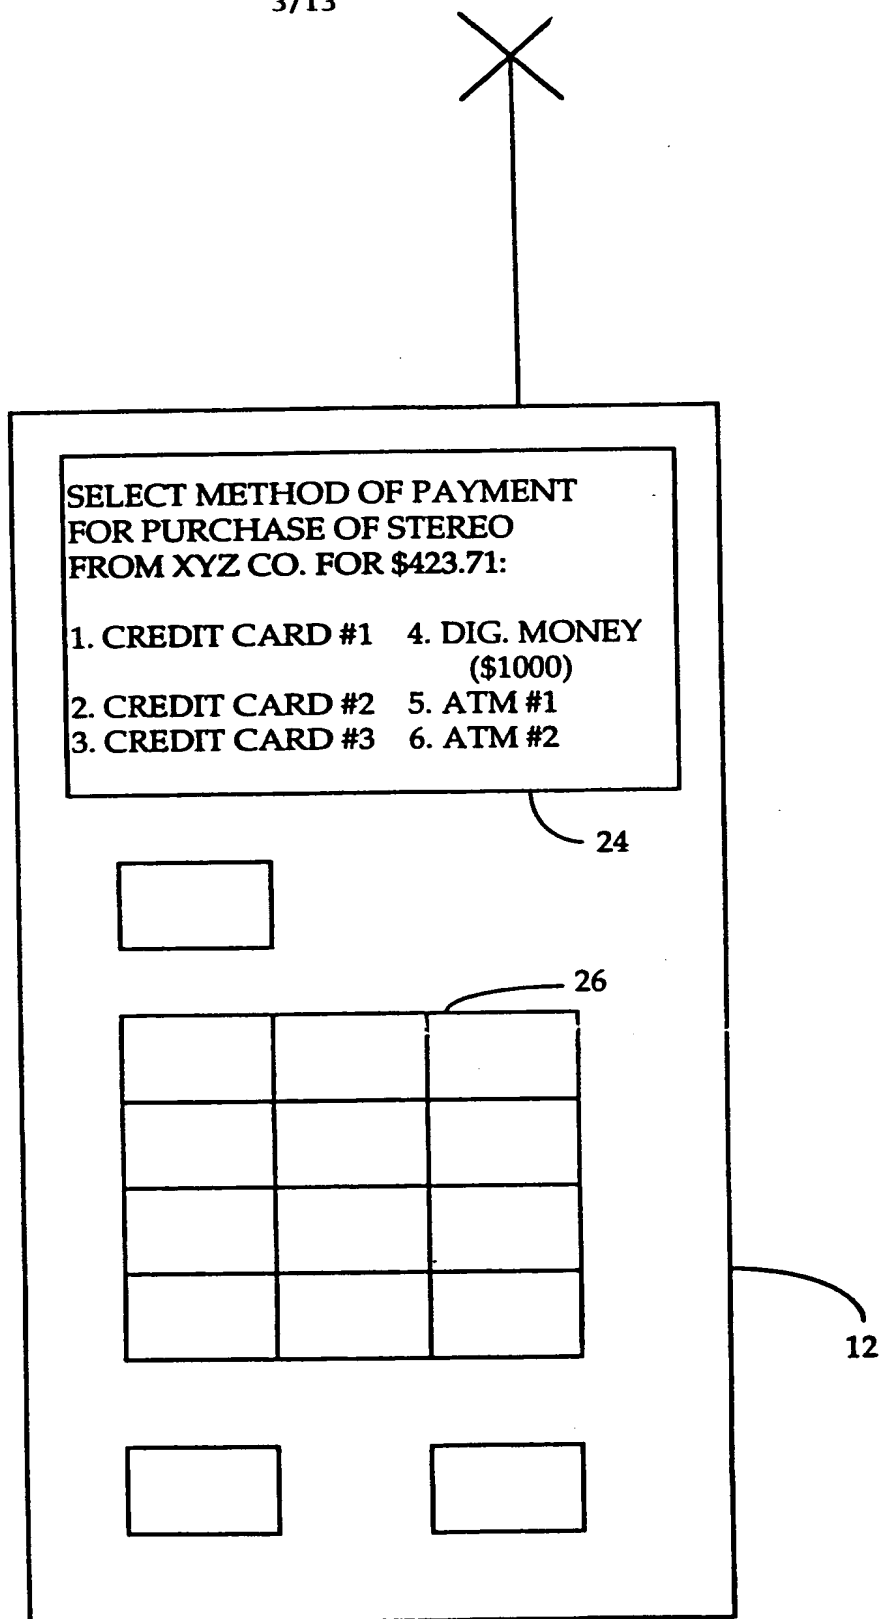 3/13
SELECT METHOD OF PAYMENT
FOR PURCHASE OF STEREO
FROM XYZ CO. FOR $423.71:
1. CREDIT CARD #1 4. DIG. MONEY
($1000)
2. CREDIT CARD #2 5. ATM #1
3. CREDIT CARD #3 6. ATM #2
24
26
12